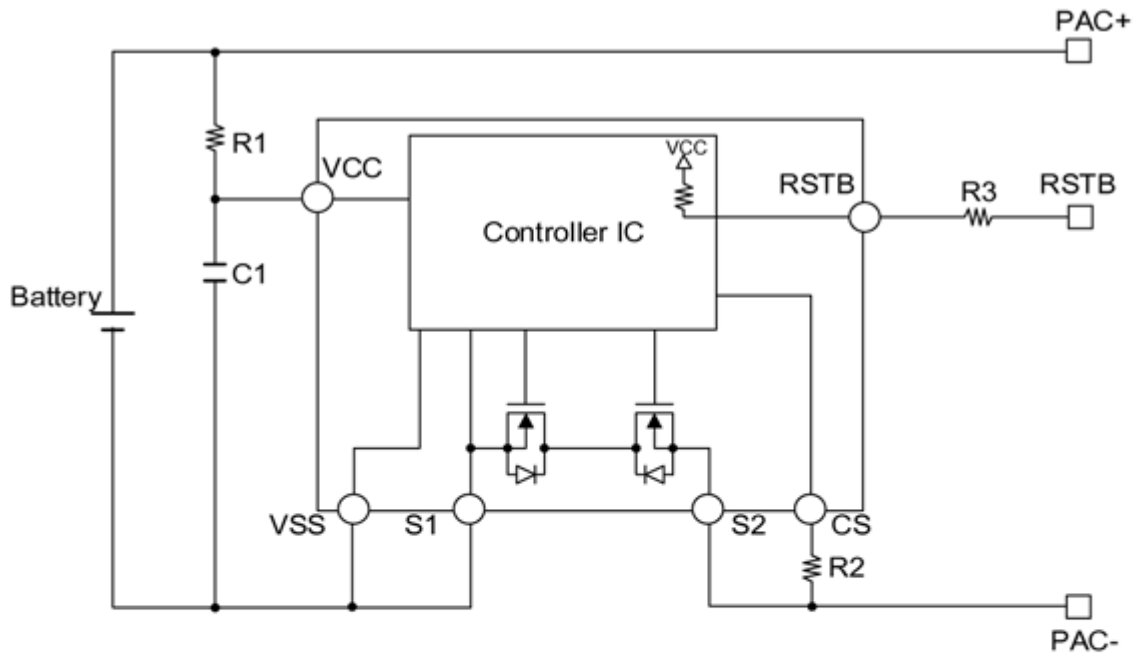 PAC+
R1
VCC
VCC
RSTB
R3
RSTB
Controller IC
C1
Battery
VSS
S1
S2
CS
R2
PAC-